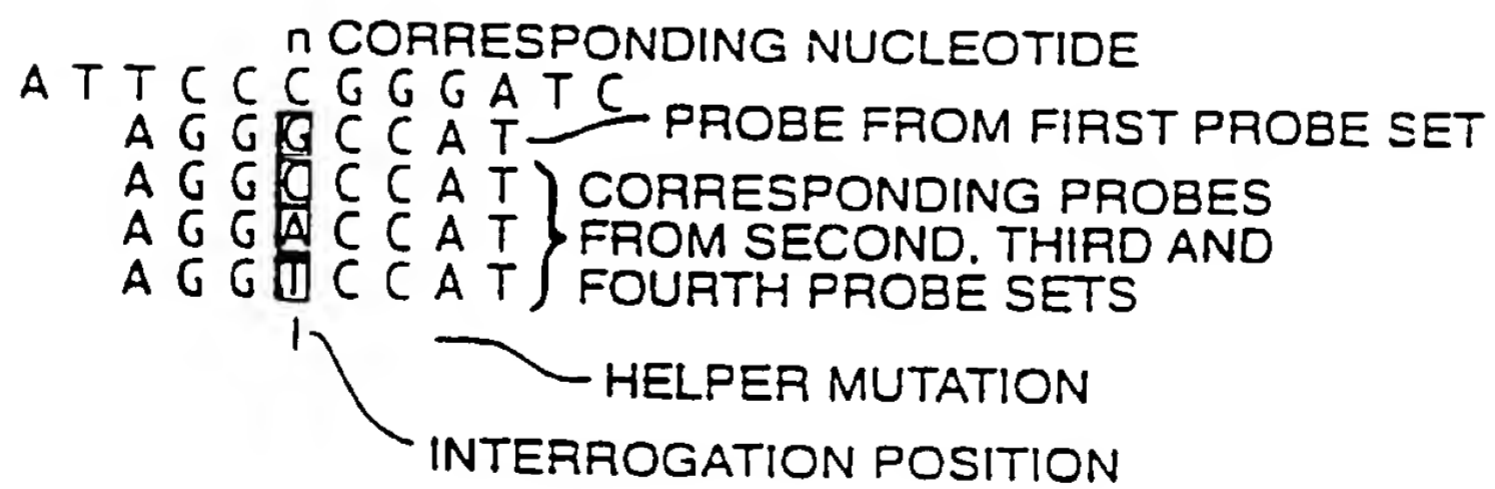 n CORRESPONDING NUCLEOTIDE
A T T C C C G G G A T C
A G G G C C A T PROBE FROM FIRST PROBE SET
A G G C C C A T CORRESPONDING PROBES
A G G A C C A T FROM SECOND, THIRD AND
A G G T C C A T FOURTH PROBE SETS
I
HELPER MUTATION
INTERROGATION POSITION